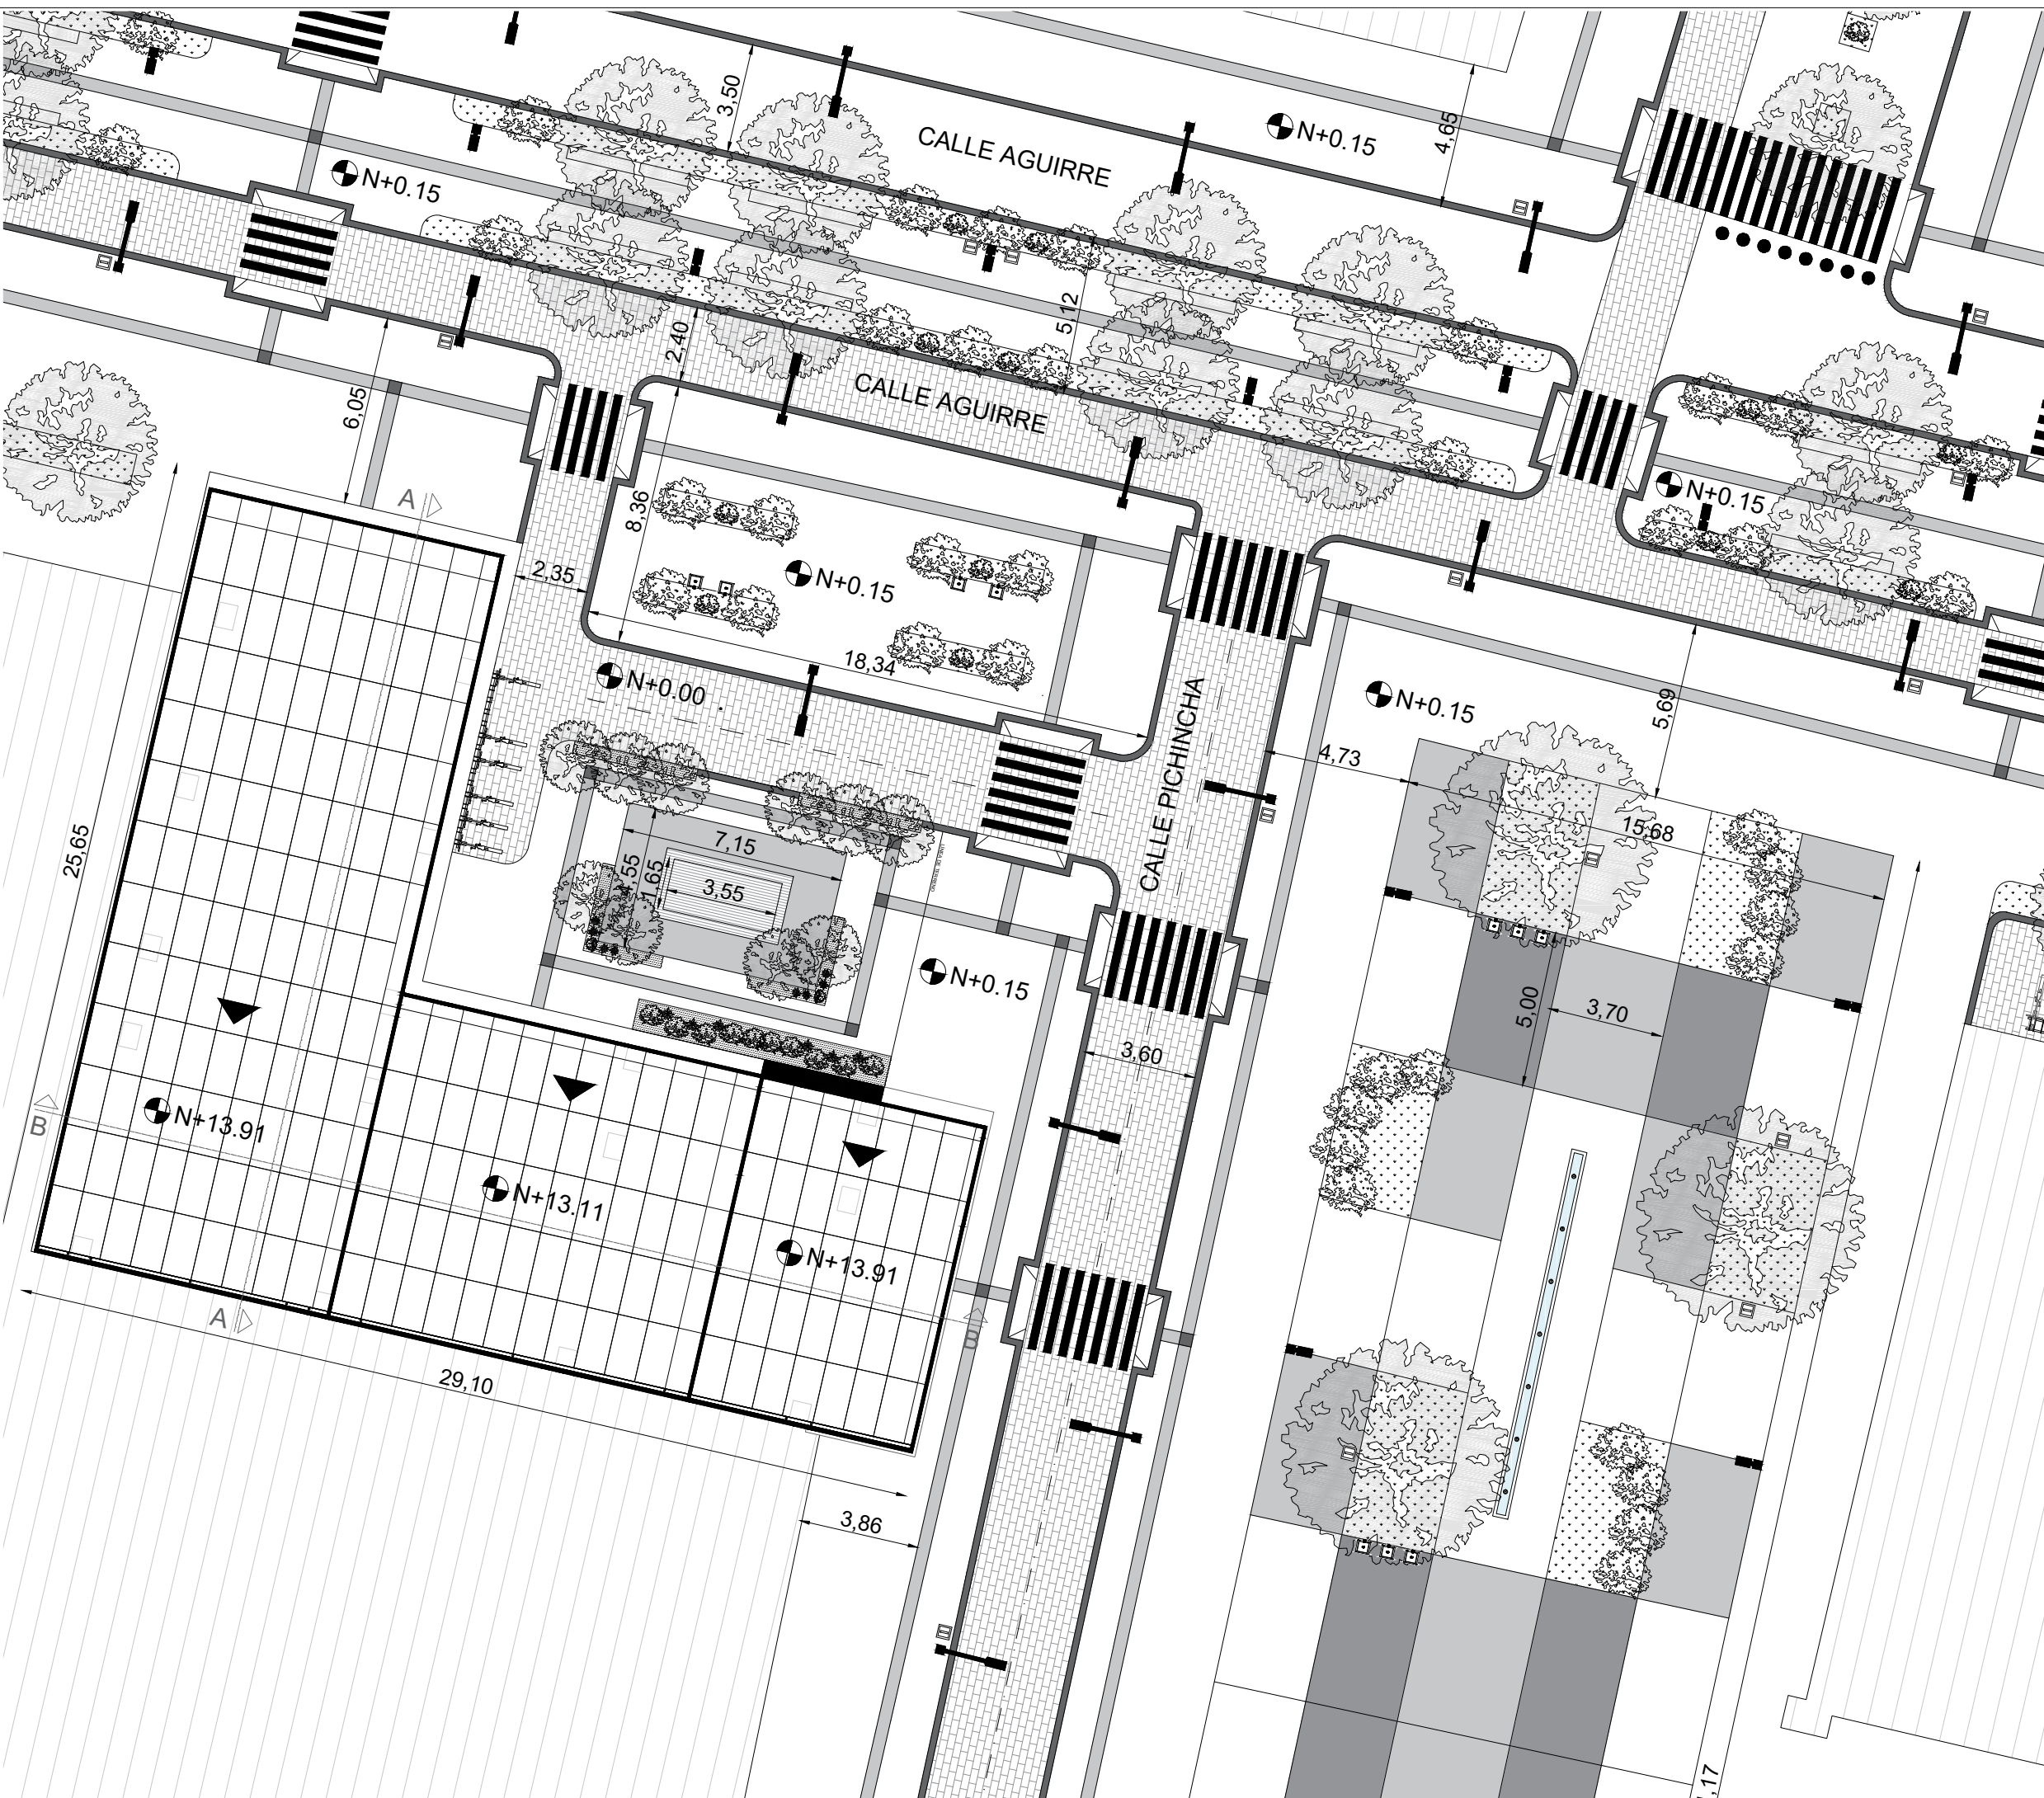 3,50
CALLE AGUIRRE
N+0.15
4,65
N+0.15
5,12
2,40
CALLE AGUIRRE
6,05
N+0.15
A
8,36
2,35
N+0.15
18,34
N+0.00
CALLE PICHINCHA
N+0.15
5,69
4,73
15,68
25,65
7,15
1,65
3,55
N+0.15
5,00
3,70
3,60
B
N+13.91
N+13.11
N+13.91
A
B
29,10
3,86
,17